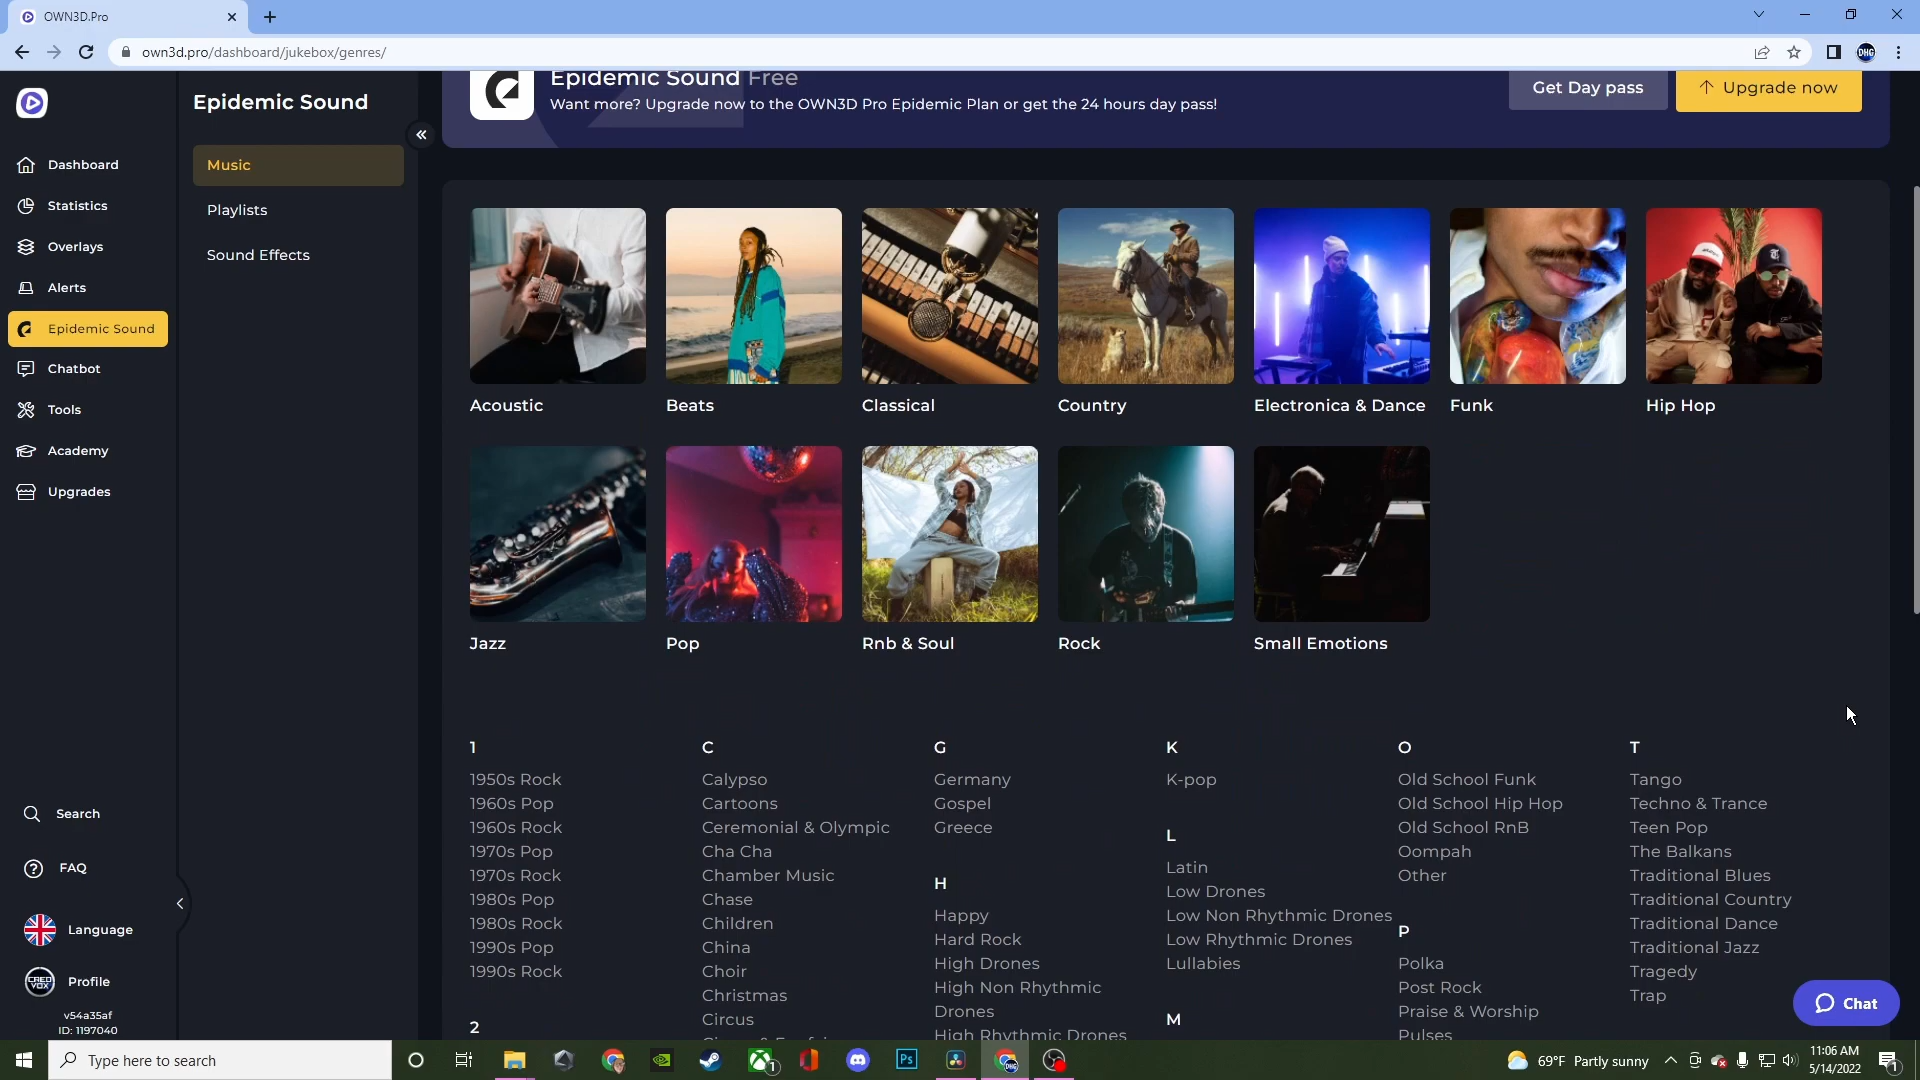 OWN3D.Pro
own3d.pro/dashboard/jukebox/genres/
Epidemic Sound
Music
Playlists
Sound Effects
Dashboard
Statistics
Overlays
Alerts
Epidemic Sound
Chatbot
Tools
Academy
Upgrades
Search
FAQ
Language
Profile
v54a35af
ID: 1197040
Epidemic Sound Free
Want more? Upgrade now to the OWN3D Pro Epidemic Plan or get the 24 hours day pass!
Get Day pass
Upgrade now
Acoustic
Beats
Classical
Country
Electronica & Dance
Funk
Hip Hop
Jazz
Pop
Rnb & Soul
Rock
Small Emotions
1
1950s Rock
1960s Pop
1960s Rock
1970s Pop
1970s Rock
1980s Pop
1980s Rock
1990s Pop
1990s Rock
2
C
Calypso
Cartoons
Ceremonial & Olympic
Cha Cha
Chamber Music
Chase
Children
China
Choir
Christmas
Circus
G
Germany
Gospel
Greece
H
Happy
Hard Rock
High Drones
High Non Rhythmic
Drones
High Rhythmic Drones
K
K-pop
L
Latin
Low Drones
Low Non Rhythmic Drones
Low Rhythmic Drones
Lullabies
M
O
Old School Funk
Old School Hip Hop
Old School RnB
Oompah
Other
P
Polka
Post Rock
Praise & Worship
Pulses
T
Tango
Techno & Trance
Teen Pop
The Balkans
Traditional Blues
Traditional Country
Traditional Dance
Traditional Jazz
Tragedy
Trap
Chat
Type here to search
69°F Partly sunny
11:06 AM
5/14/2022